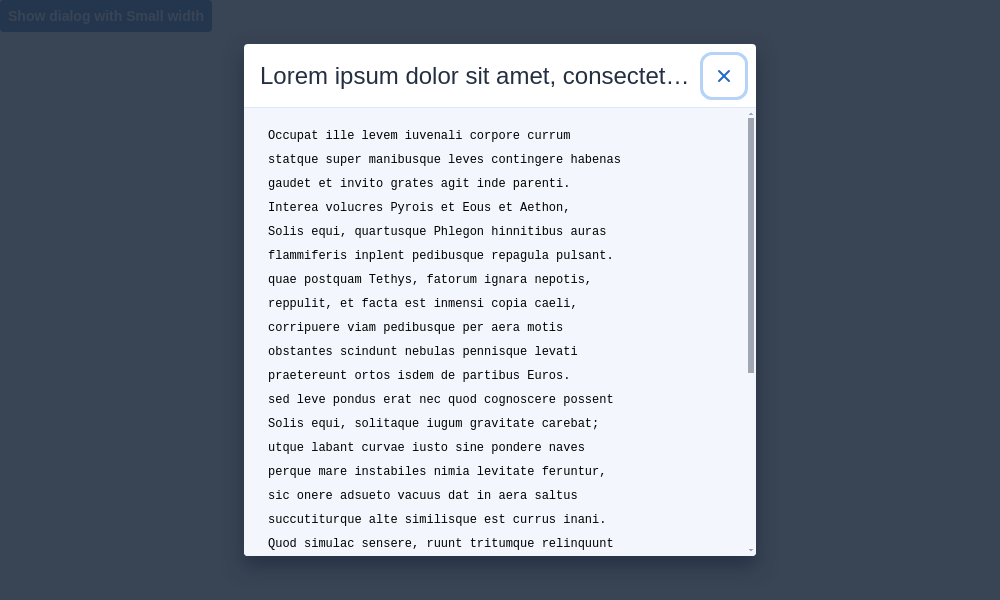 Show dialog with Small width
Lorem ipsum dolor sit amet, consectet…
Occupat ille levem iuvenali corpore currum
statque super manibusque leves contingere habenas
gaudet et invito grates agit inde parenti.
Interea volucres Pyrois et Eous et Aethon,
Solis equi, quartusque Phlegon hinnitibus auras
flammiferis inplent pedibusque repagula pulsant.
quae postquam Tethys, fatorum ignara nepotis,
reppulit, et facta est inmensi copia caeli,
corripuere viam pedibusque per aera motis
obstantes scindunt nebulas pennisque levati
praetereunt ortos isdem de partibus Euros.
sed leve pondus erat nec quod cognoscere possent
Solis equi, solitaque iugum gravitate carebat;
utque labant curvae iusto sine pondere naves
perque mare instabiles nimia levitate feruntur,
sic onere adsueto vacuus dat in aera saltus
succutiturque alte similisque est currus inani.
Quod simulac sensere, ruunt tritumque relinquunt